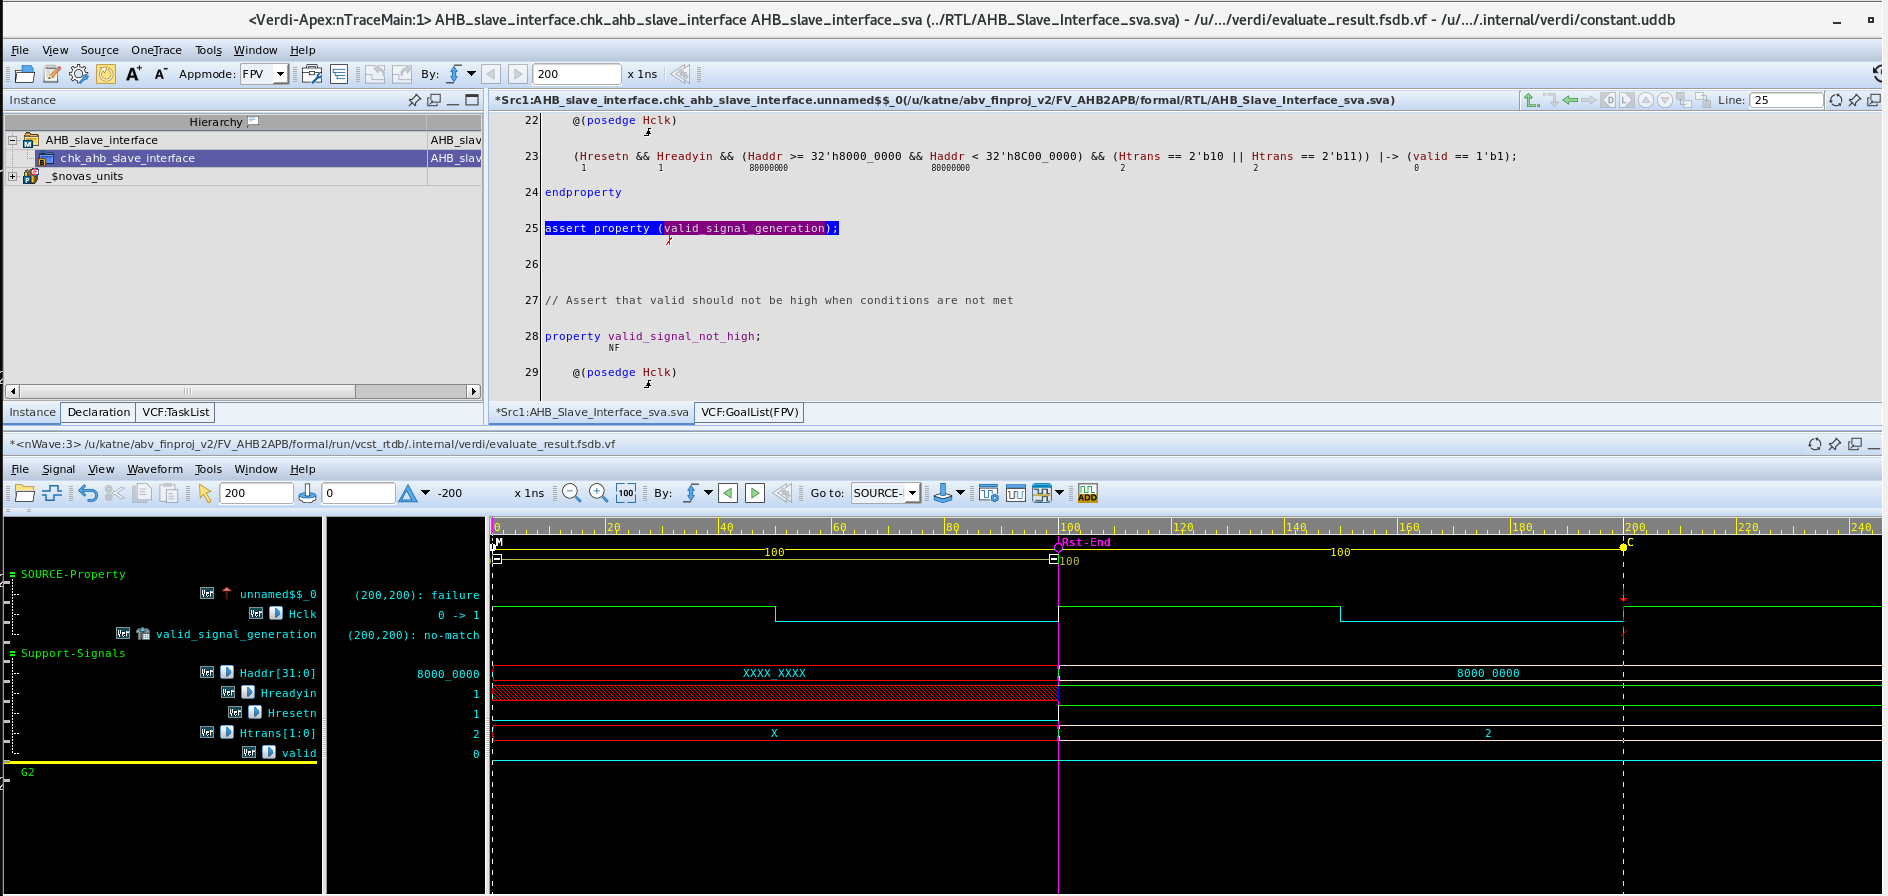 <Verdi-Apex:nTraceMain:1> AHB_slave_interface.chk_ahb_slave_interface AHB_slave_interface_sva (../RTL/AHB_Slave_Interface_sva.sva) - /u/.../verdi/evaluate_result.fsdb.vf - /u/.../.internal/verdi/constant.uddb
File View Source OneTrace Tools Window Help
Appmode: FPV By: 200 x 1ns
Instance
Hierarchy
AHB_slave_interface AHB_slav
chk_ahb_slave_interface AHB_slav
_$novas_units
Instance Declaration VCF:TaskList
*Src1:AHB_slave_interface.chk_ahb_slave_interface.unnamed$$_0(/u/katne/abv_finproj_v2/FV_AHB2APB/formal/RTL/AHB_Slave_Interface_sva.sva) Line: 25
22 @(posedge Hclk)
23 (Hresetn && Hreadyin && (Haddr >= 32'h8000_0000 && Haddr < 32'h8C00_0000) && (Htrans == 2'b10 || Htrans == 2'b11)) |-> (valid == 1'b1);
1 1 80000000 80000000 2 2 0
24 endproperty
25 assert property (valid_signal_generation);
26
27 // Assert that valid should not be high when conditions are not met
28 property valid_signal_not_high;
NF
29 @(posedge Hclk)
*Src1:AHB_Slave_Interface_sva.sva VCF:GoalList(FPV)
*<nWave:3> /u/katne/abv_finproj_v2/FV_AHB2APB/formal/run/vcst_rtdb/.internal/verdi/evaluate_result.fsdb.vf
File Signal View Waveform Tools Window Help
200 0 -200 x 1ns 100 By: Go to: SOURCE- ADD
0 20 40 60 80 100 120 140 160 180 200 220 240
M Rst-End C
100 100
100
SOURCE-Property
unnamed$$_0 (200,200): failure
Hclk 0 -> 1
valid_signal_generation (200,200): no-match
Support-Signals
Haddr[31:0] 8000_0000 XXXX_XXXX 8000_0000
Hreadyin 1
Hresetn 1
Htrans[1:0] 2 X 2
valid 0
G2